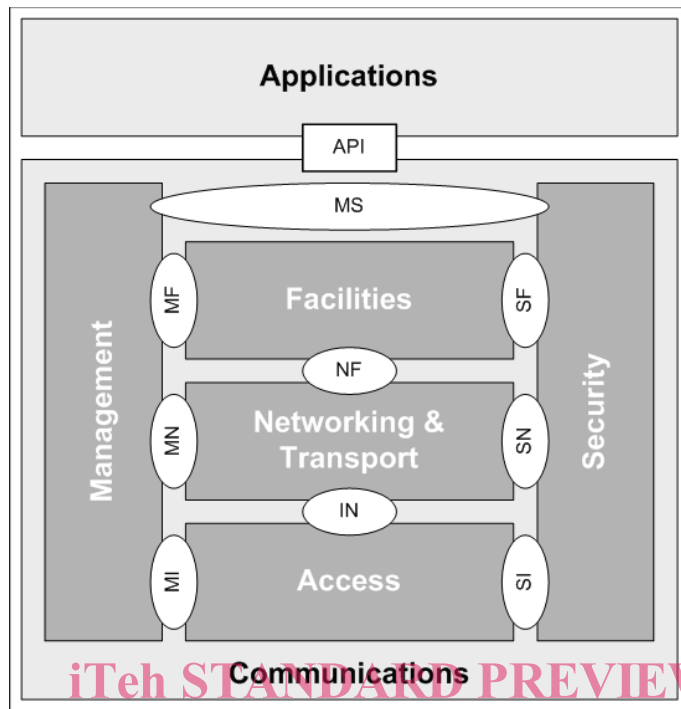 Applications
API
MS
MF
Facilities
SF
NF
Management
MN
Networking &
Transport
SN
Security
IN
MI
Access
SI
Communications
iTeh STANDARD PREVIEW